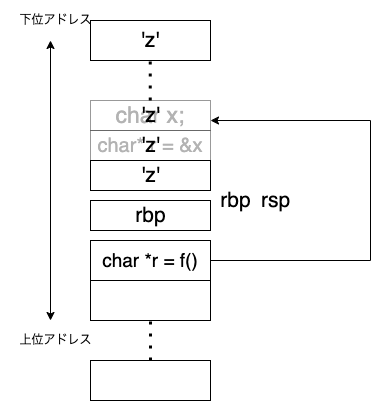 下位アドレス
'z'
char x;
'z'
char* = &x
'z'
'z'
rbp rsp
rbp
char *r = f()
上位アドレス